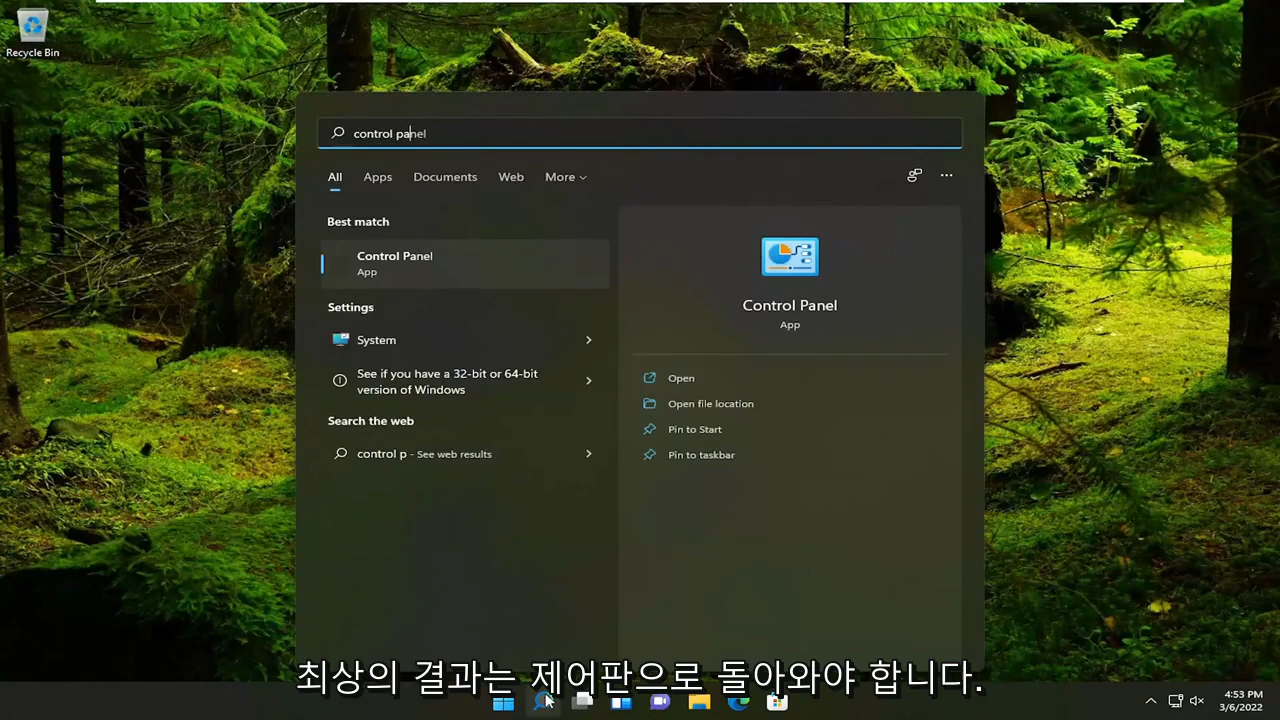 Recycle Bin
control panel
All Apps Documents Web More
Best match
Control Panel
App
Settings
System
See if you have a 32-bit or 64-bit
version of Windows
Search the web
control p - See web results
Control Panel
App
Open
Open file location
Pin to Start
Pin to taskbar
최상의 결과는 제어판으로 돌아와야 합니다.
4:53 PM
3/6/2022